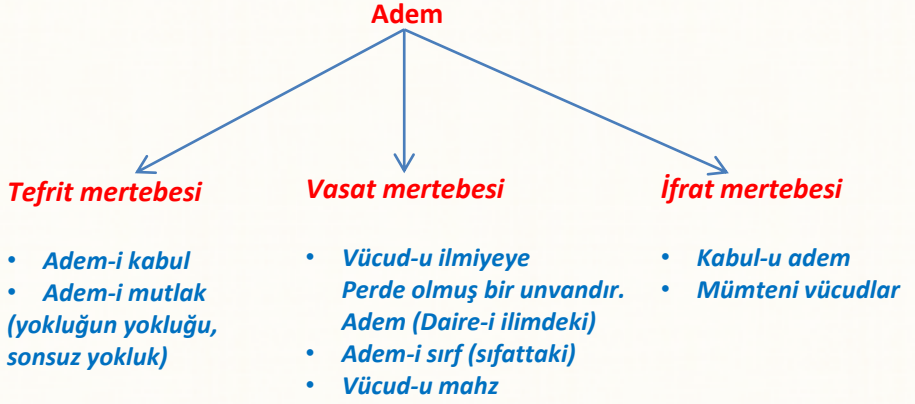 Adem
Tefrit mertebesi
• Adem-i kabul
• Adem-i mutlak
(yokluğun yokluğu,
sonsuz yokluk)
Vasat mertebesi
• Vücud-u ilmiyeye
Perde olmuş bir unvandır.
Adem (Daire-i ilimdeki)
• Adem-i sırf (sıfattaki)
• Vücud-u mahz
İfrat mertebesi
• Kabul-u adem
• Mümteni vücudlar